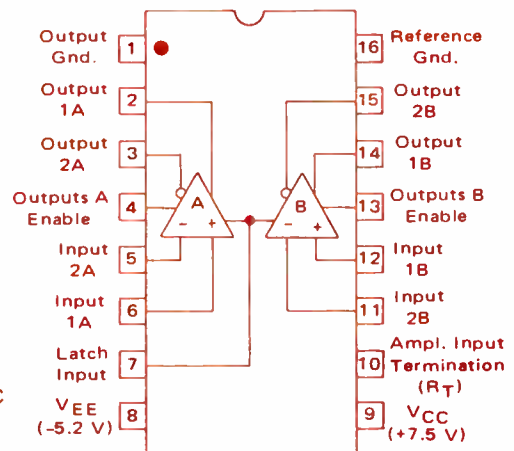 Output
Gnd.
1
16
Reference
Gnd.
Output
1A
2
15
Output
2B
Output
2A
3
14
Output
1B
Outputs A
Enable
4
A
B
13
Outputs B
Enable
- +
- +
Input
2A
5
12
Input
1B
Input
1A
6
11
Input
2B
Latch
Input
7
10
Ampl. Input
Termination
(RT)
C
VEE
(-5.2 V)
8
9
VCC
(+7.5 V)